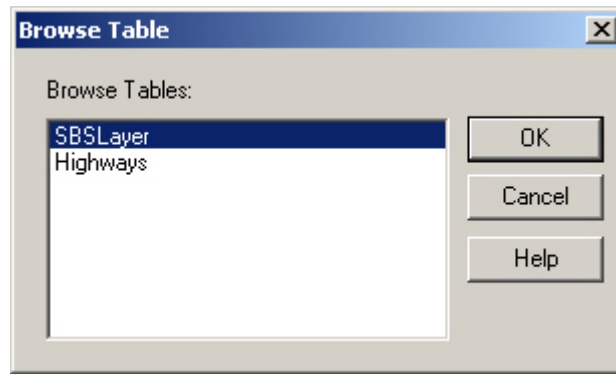 Browse Table
Browse Tables:
SBSLayer
Highways
OK
Cancel
Help